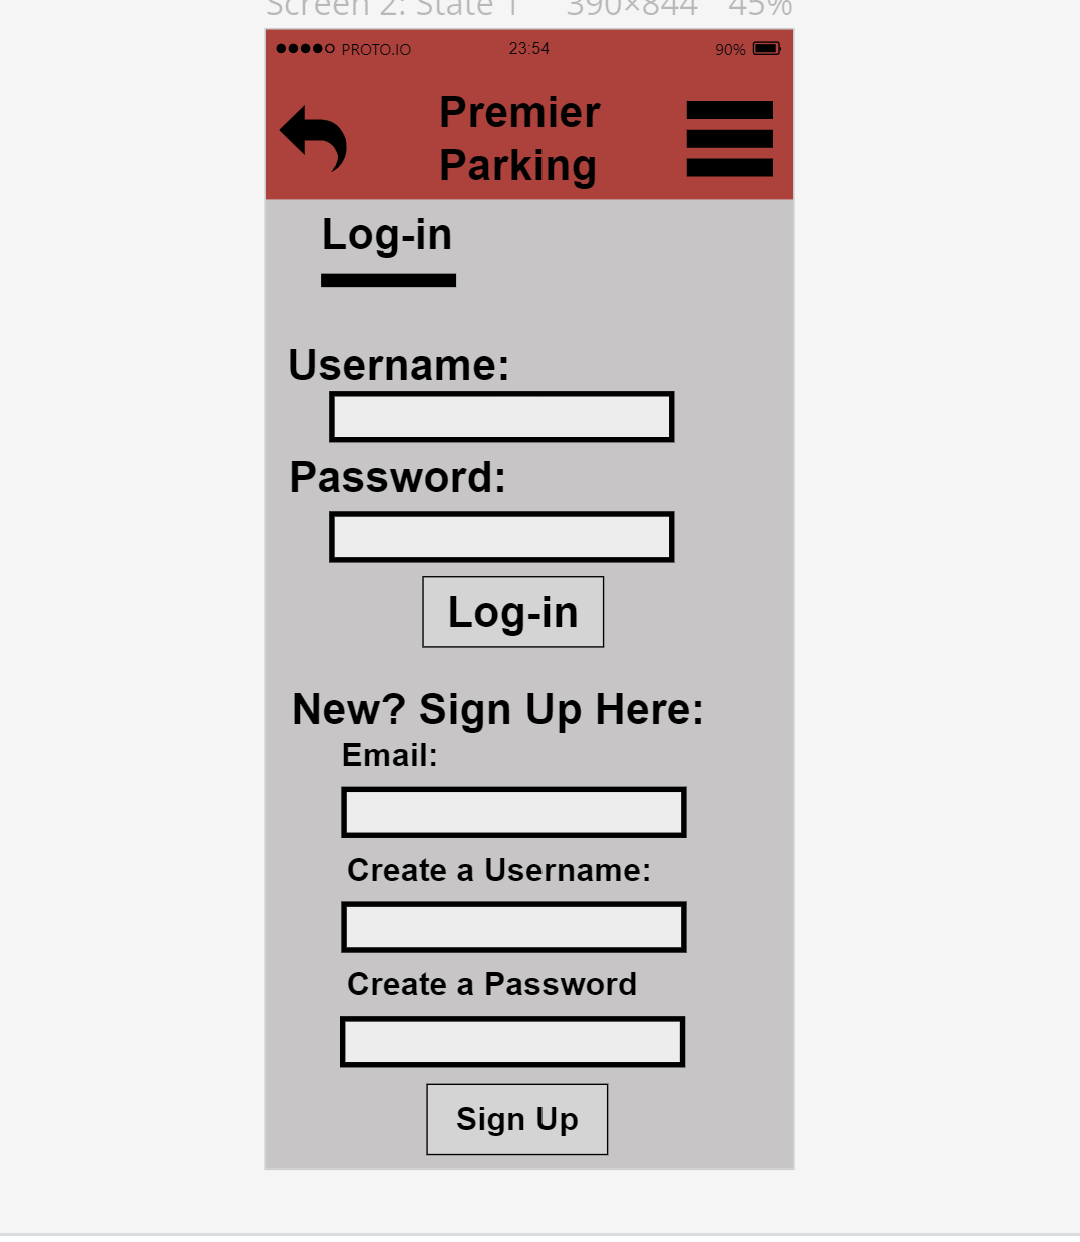 Screen 2: State 1 390×844 45%
PROTO.IO 23:54 90%
Premier
Parking
Log-in
Username:
Password:
Log-in
New? Sign Up Here:
Email:
Create a Username:
Create a Password
Sign Up